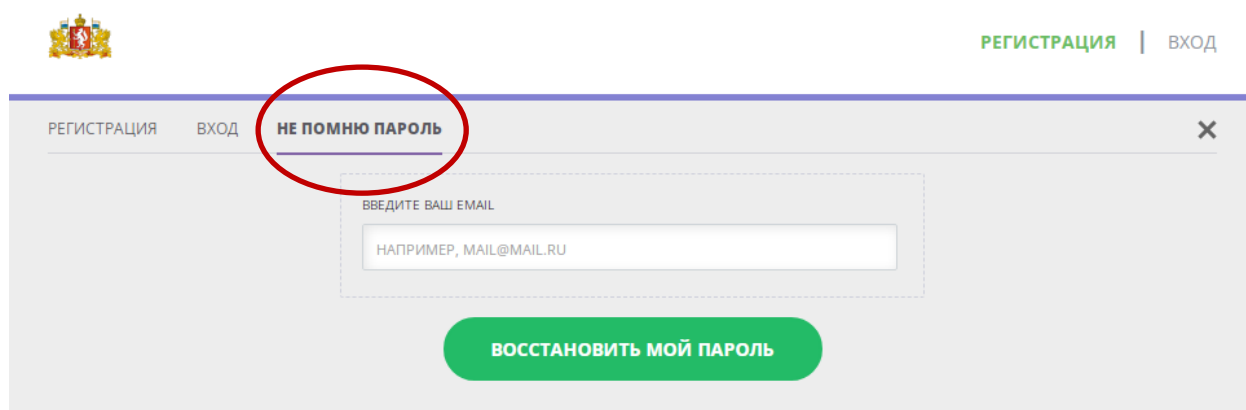 РЕГИСТРАЦИЯ | ВХОД
РЕГИСТРАЦИЯ ВХОД НЕ ПОМНЮ ПАРОЛЬ
ВВЕДИТЕ ВАШ EMAIL
НАПРИМЕР, MAIL@MAIL.RU
ВОССТАНОВИТЬ МОЙ ПАРОЛЬ